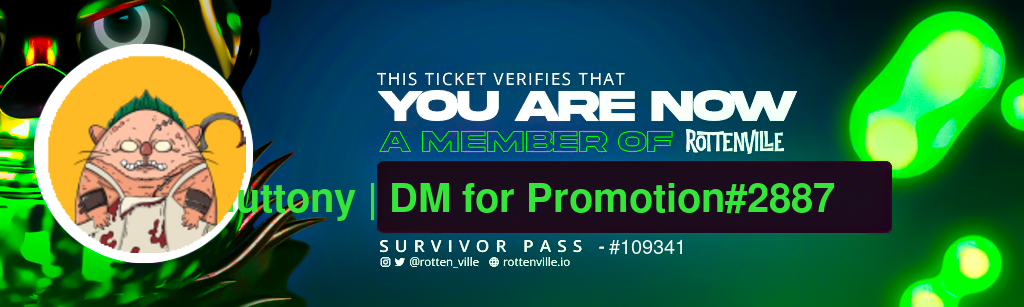 THIS TICKET VERIFIES THAT
YOU ARE NOW
A MEMBER OF ROTTENVILLE
uttony | DM for Promotion#2887
SURVIVOR PASS - #109341
@rotten_ville rottenville.io